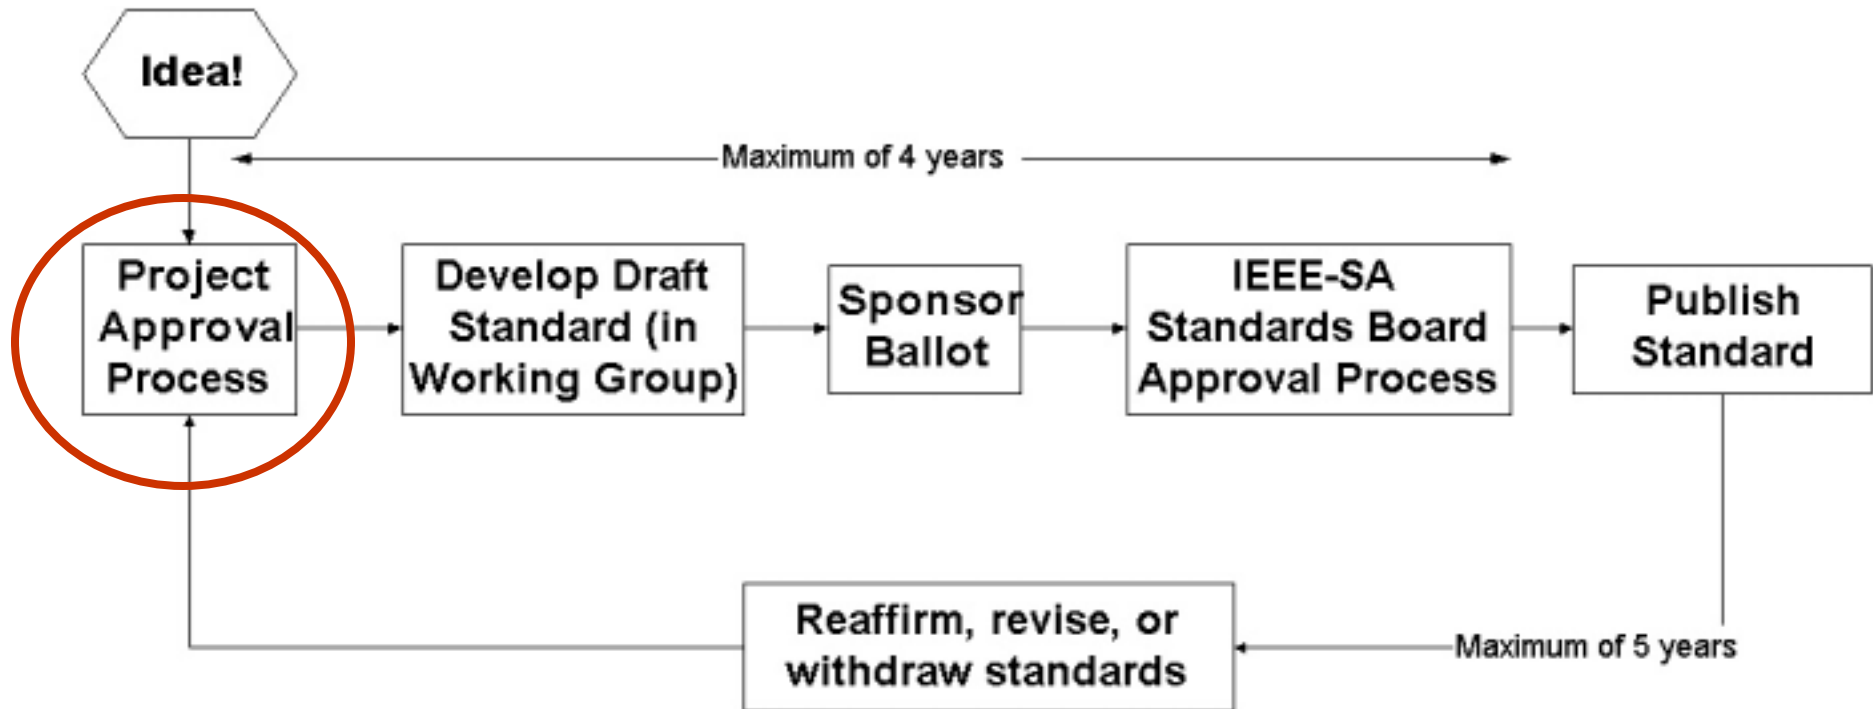 Idea!
Maximum of 4 years
Project
Approval
Process
Develop Draft
Standard (in
Working Group)
Sponsor
Ballot
IEEE-SA
Standards Board
Approval Process
Publish
Standard
Reaffirm, revise, or
withdraw standards
Maximum of 5 years